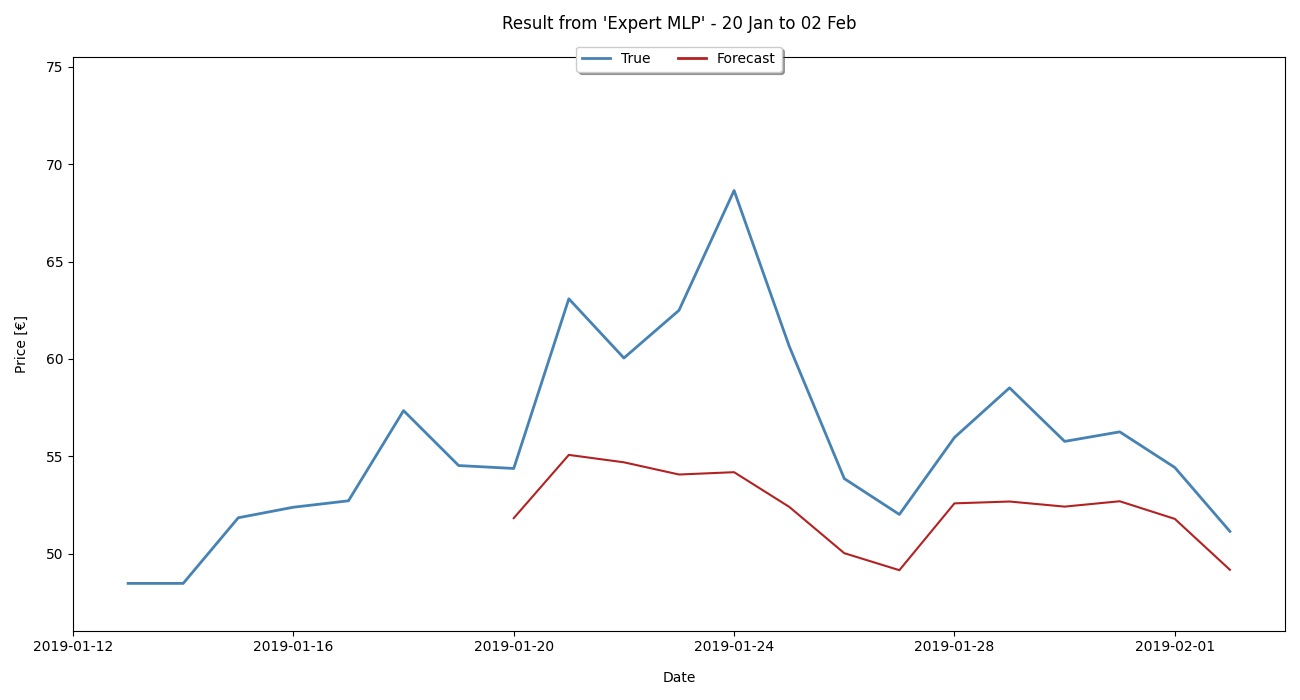 Result from 'Expert MLP' - 20 Jan to 02 Feb
True Forecast
75
70
65
60
55
50
Price [€]
2019-01-12 2019-01-16 2019-01-20 2019-01-24 2019-01-28 2019-02-01
Date